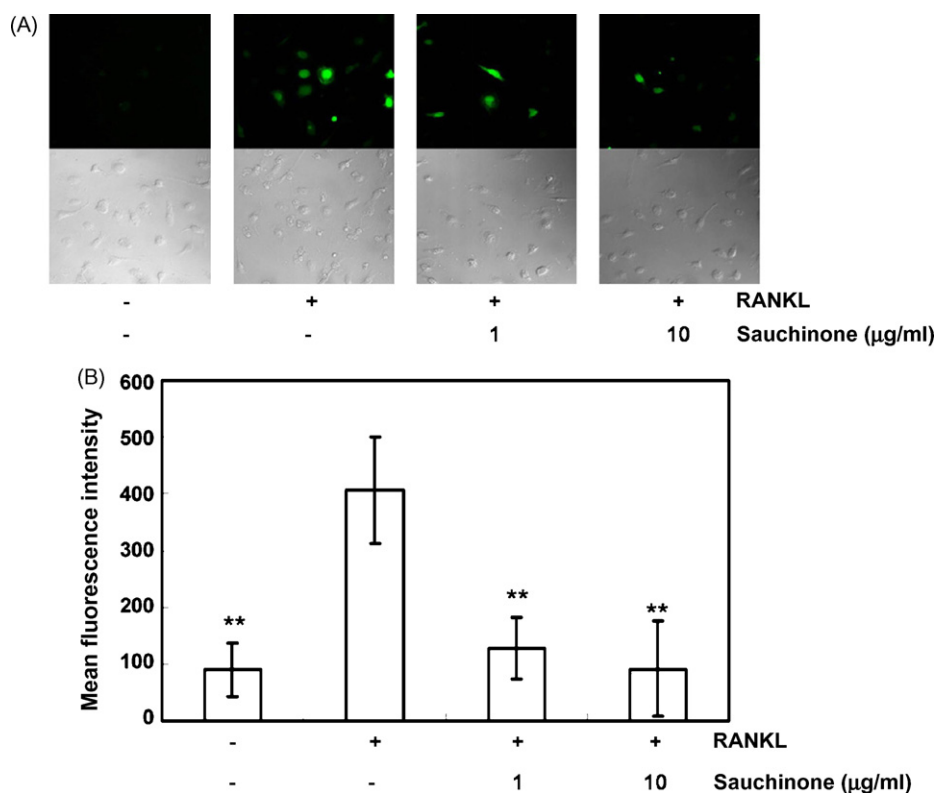 (A)
- + + + RANKL
- - 1 10 Sauchinone (μg/ml)
(B)
Mean fluorescence intensity
600
500
400
300
200
100
0
** ** **
- + + + RANKL
- - 1 10 Sauchinone (μg/ml)